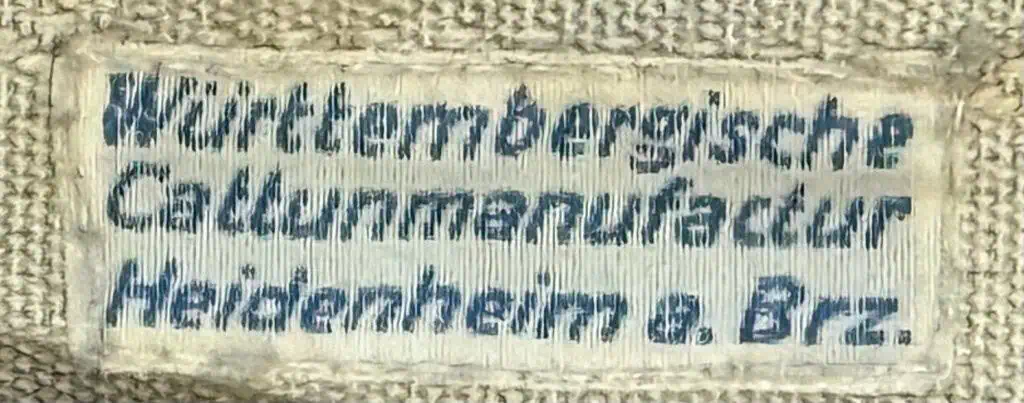 Württembergische
Cattunmanufactur
Heidenheim a. Brz.